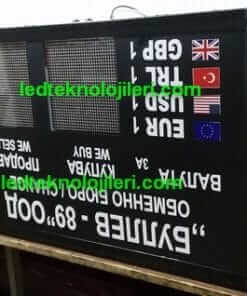 „БУЛЛЕВ - 89” ООД
ОБМЕННО БЮРО / CHANGE
ВАЛУТА ЗА КУПУВА
WE BUY
EUR 1
USD 1
TRL 1
GBP 1
ledteknolojileri.com
ledteknolojileri.com